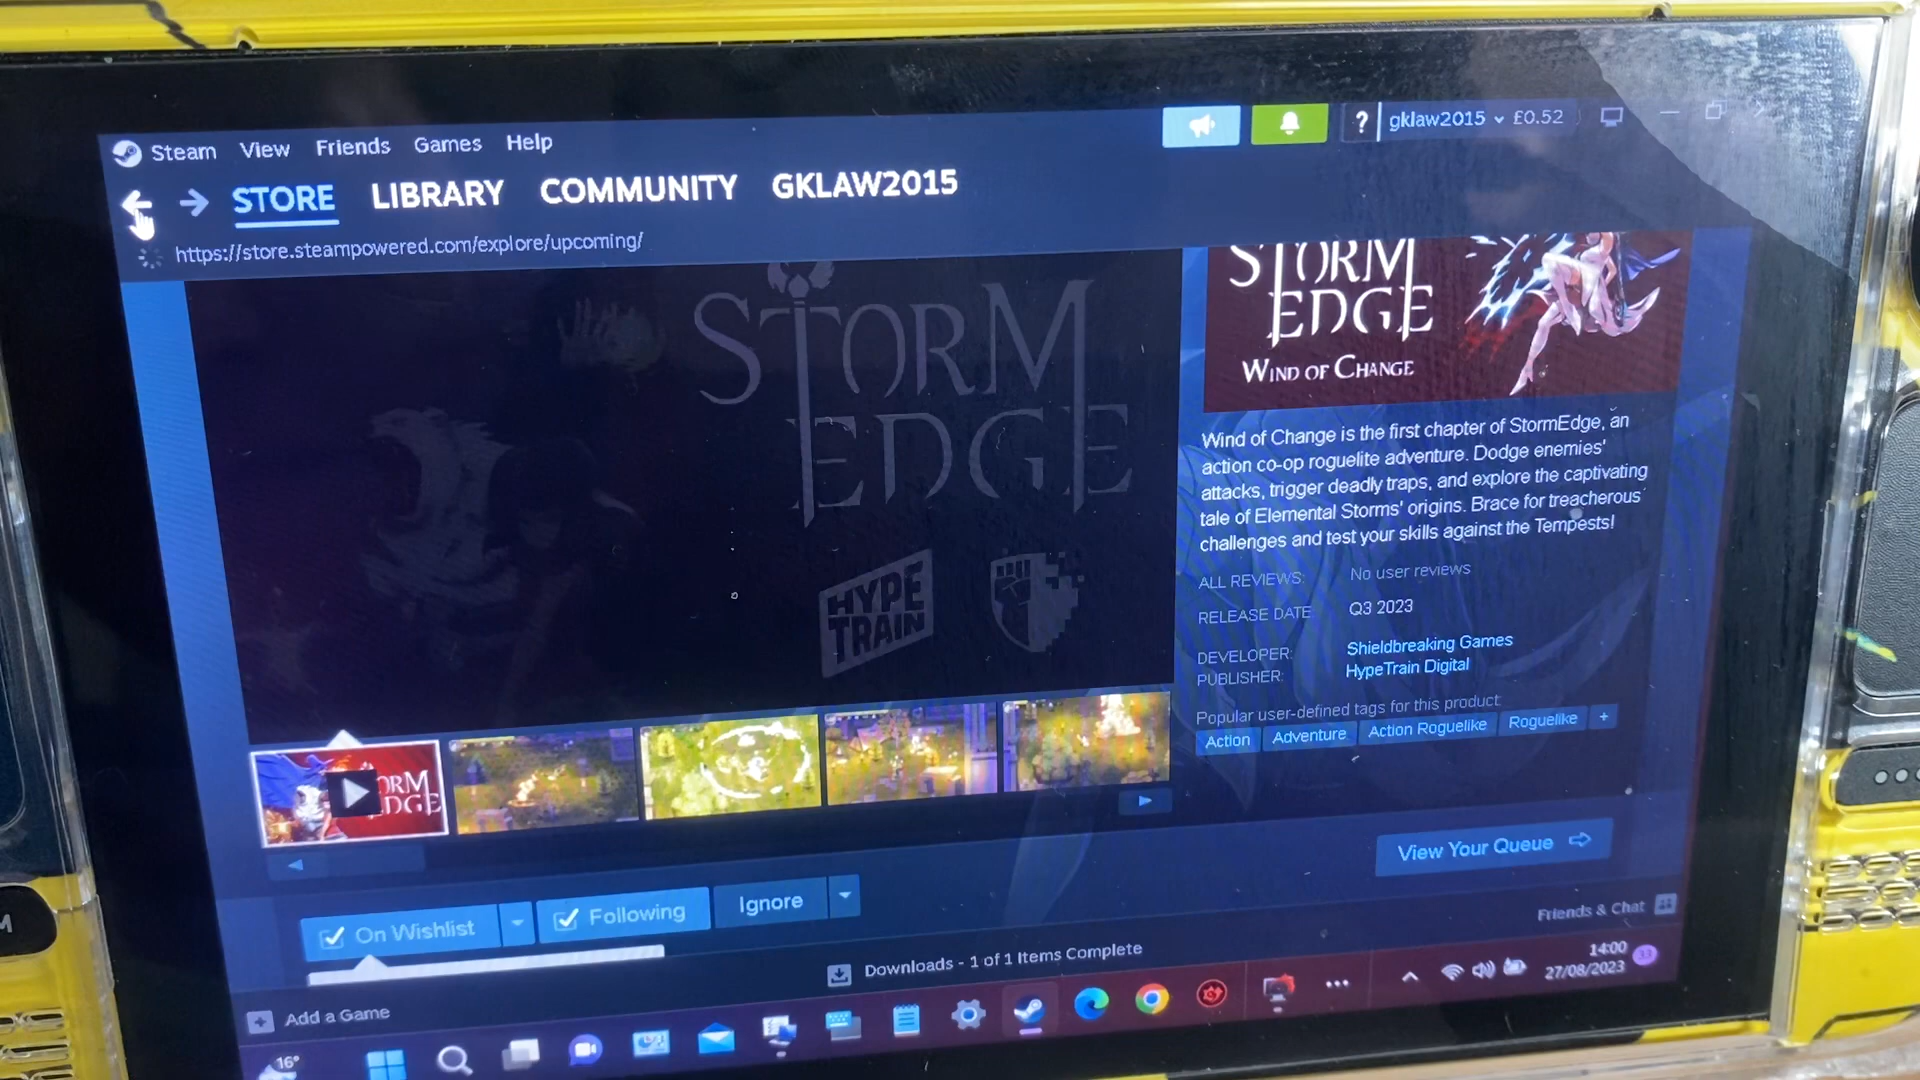 Steam View Friends Games Help
? gklaw2015 £0.52
STORE LIBRARY COMMUNITY GKLAW2015
https://store.steampowered.com/explore/upcoming/
STORM
EDGE
HYPE
TRAIN
STORM
EDGE
WIND OF CHANGE
Wind of Change is the first chapter of StormEdge, an
action co-op roguelite adventure. Dodge enemies'
attacks, trigger deadly traps, and explore the captivating
tale of Elemental Storms' origins. Brace for treacherous
challenges and test your skills against the Tempests!
ALL REVIEWS: No user reviews
RELEASE DATE: Q3 2023
DEVELOPER: Shieldbreaking Games
PUBLISHER: HypeTrain Digital
Popular user-defined tags for this product:
Action Adventure Action Roguelike Roguelike +
ORM
DGE
View Your Queue
On Wishlist Following Ignore
Friends & Chat
Downloads - 1 of 1 Items Complete
Add a Game
16°
14:00
27/08/2023
33
M